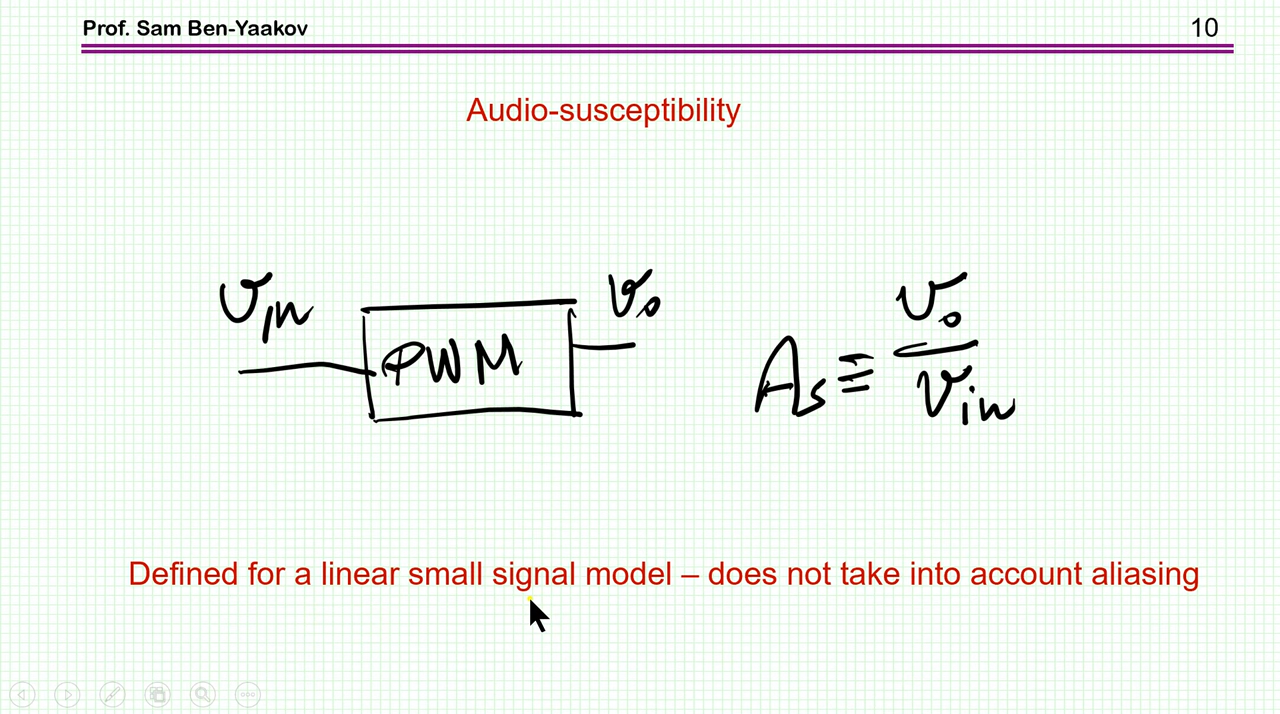 Prof. Sam Ben-Yaakov
10
Audio-susceptibility
vin
PWM
vo
As ≡ vo / vin
Defined for a linear small signal model – does not take into account aliasing